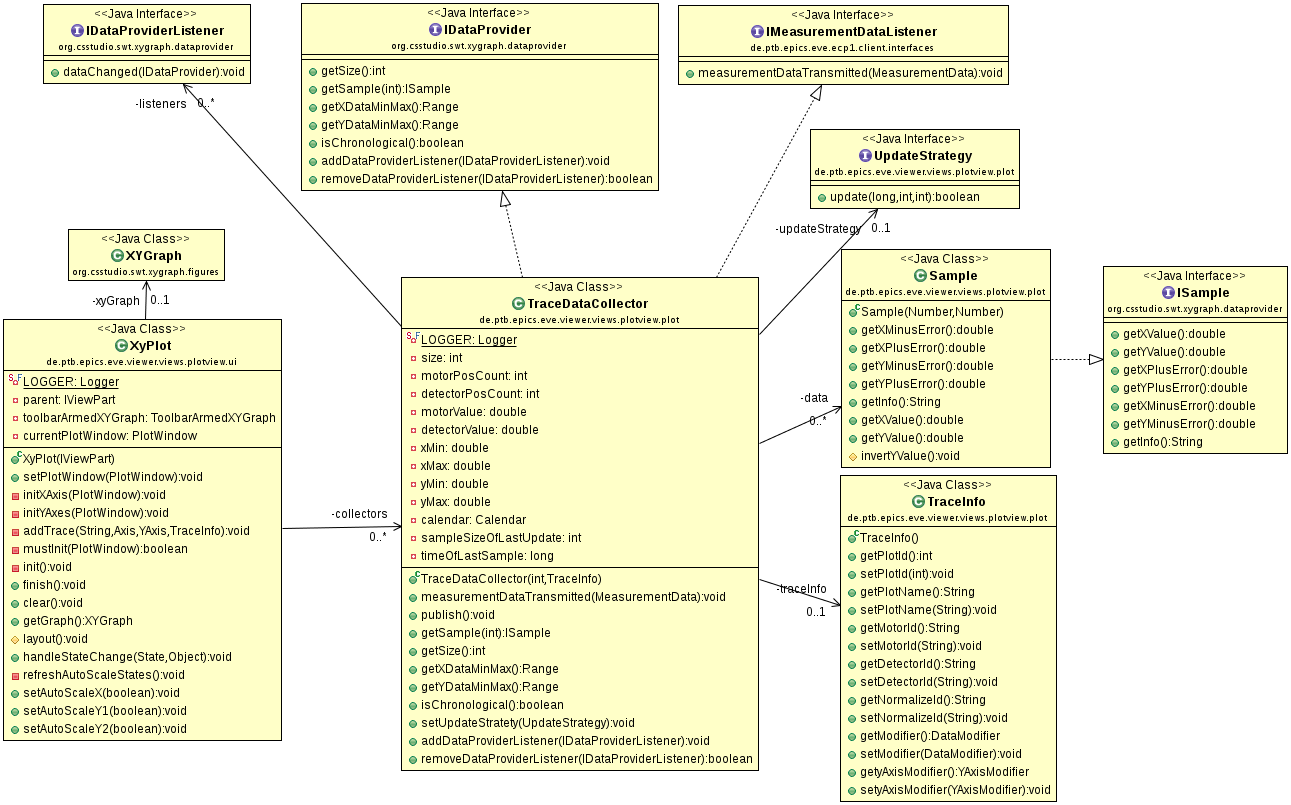 <<Java Interface>>
IDataProviderListener
org.csstudio.swt.xygraph.dataprovider
dataChanged(IDataProvider):void
<<Java Interface>>
IDataProvider
org.csstudio.swt.xygraph.dataprovider
getSize():int
getSample(int):ISample
getXDataMinMax():Range
getYDataMinMax():Range
isChronological():boolean
addDataProviderListener(IDataProviderListener):void
removeDataProviderListener(IDataProviderListener):boolean
<<Java Interface>>
IMeasurementDataListener
de.ptb.epics.eve.ecp1.client.interfaces
measurementDataTransmitted(MeasurementData):void
-listeners
0..*
<<Java Interface>>
UpdateStrategy
de.ptb.epics.eve.viewer.views.plotview.plot
update(long,int,int):boolean
-updateStrategy
0..1
<<Java Class>>
XYGraph
org.csstudio.swt.xygraph.figures
-xyGraph
0..1
<<Java Class>>
XyPlot
de.ptb.epics.eve.viewer.views.plotview.ui
LOGGER: Logger
parent: IViewPart
toolbarArmedXYGraph: ToolbarArmedXYGraph
currentPlotWindow: PlotWindow
XyPlot(IViewPart)
setPlotWindow(PlotWindow):void
initXAxis(PlotWindow):void
initYAxes(PlotWindow):void
addTrace(String,Axis,YAxis,TraceInfo):void
mustInit(PlotWindow):boolean
init():void
finish():void
clear():void
getGraph():XYGraph
layout():void
handleStateChange(State,Object):void
refreshAutoScaleStates():void
setAutoScaleX(boolean):void
setAutoScaleY1(boolean):void
setAutoScaleY2(boolean):void
-collectors
0..*
<<Java Class>>
TraceDataCollector
de.ptb.epics.eve.viewer.views.plotview.plot
LOGGER: Logger
size: int
motorPosCount: int
detectorPosCount: int
motorValue: double
detectorValue: double
xMin: double
xMax: double
yMin: double
yMax: double
calendar: Calendar
sampleSizeOfLastUpdate: int
timeOfLastSample: long
TraceDataCollector(int,TraceInfo)
measurementDataTransmitted(MeasurementData):void
publish():void
getSample(int):ISample
getSize():int
getXDataMinMax():Range
getYDataMinMax():Range
isChronological():boolean
setUpdateStratety(UpdateStrategy):void
addDataProviderListener(IDataProviderListener):void
removeDataProviderListener(IDataProviderListener):boolean
-data
0..*
<<Java Class>>
Sample
de.ptb.epics.eve.viewer.views.plotview.plot
Sample(Number,Number)
getXMinusError():double
getXPlusError():double
getYMinusError():double
getYPlusError():double
getInfo():String
getXValue():double
getYValue():double
invertYValue():void
<<Java Interface>>
ISample
org.csstudio.swt.xygraph.dataprovider
getXValue():double
getYValue():double
getXPlusError():double
getYPlusError():double
getXMinusError():double
getYMinusError():double
getInfo():String
-traceInfo
0..1
<<Java Class>>
TraceInfo
de.ptb.epics.eve.viewer.views.plotview.plot
TraceInfo()
getPlotId():int
setPlotId(int):void
getPlotName():String
setPlotName(String):void
getMotorId():String
setMotorId(String):void
getDetectorId():String
setDetectorId(String):void
getNormalizeId():String
setNormalizeId(String):void
getModifier():DataModifier
setModifier(DataModifier):void
getyAxisModifier():YAxisModifier
setyAxisModifier(YAxisModifier):void